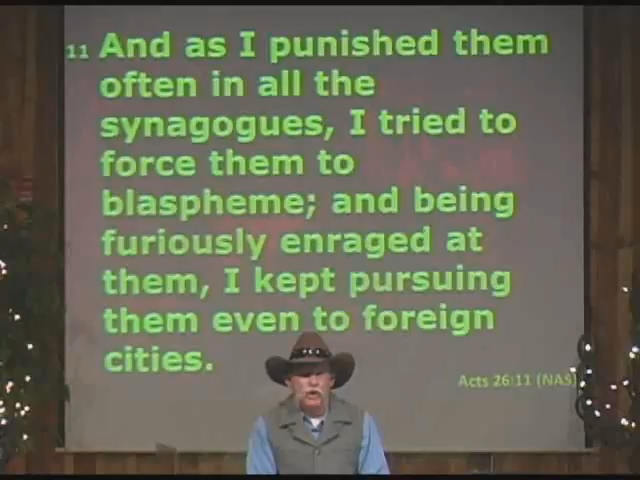 11 And as I punished them
often in all the
synagogues, I tried to
force them to
blaspheme; and being
furiously enraged at
them, I kept pursuing
them even to foreign
cities.
Acts 26:11 (NAS)